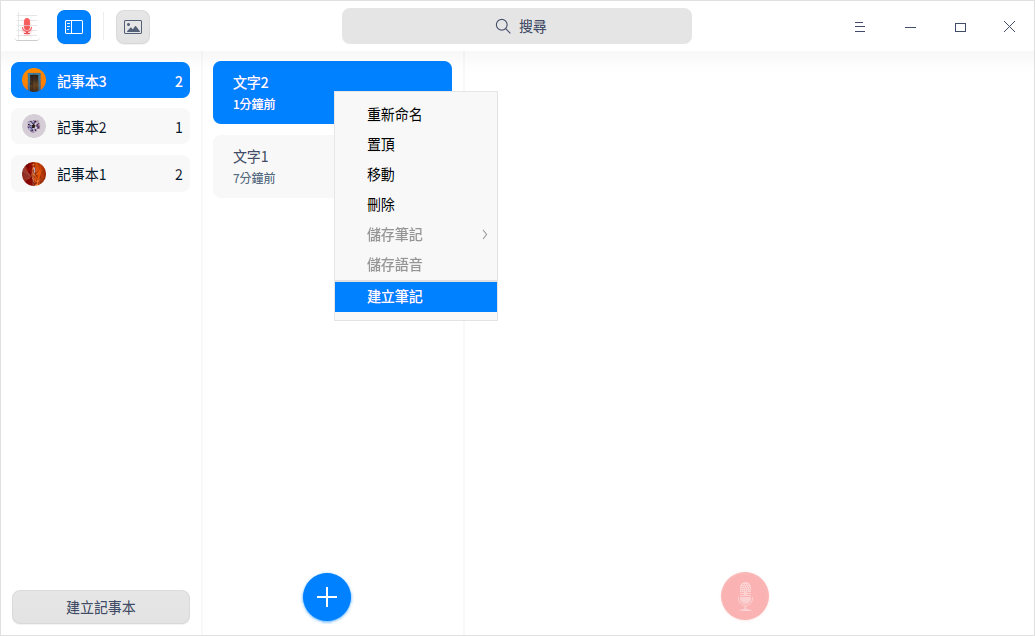 搜尋
記事本3 2
記事本2 1
記事本1 2
文字2
1分鐘前
文字1
7分鐘前
重新命名
置頂
移動
刪除
儲存筆記
儲存語音
建立筆記
建立記事本